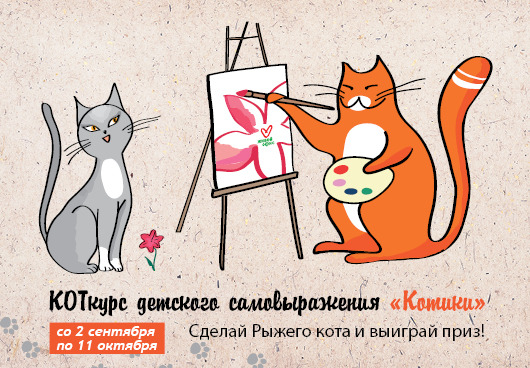 КОТкурс детского самовыражения «Котики»
со 2 сентября
по 11 октября
Сделай Рыжего кота и выиграй приз!